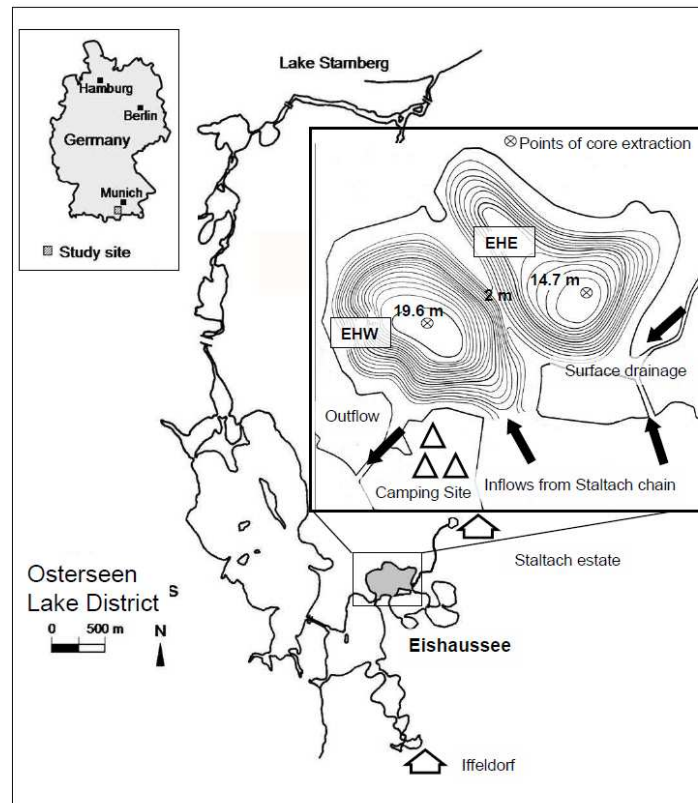 Hamburg
Berlin
Germany
Munich
Study site
Lake Starnberg
Points of core extraction
EHE
14.7 m
2 m
19.6 m
EHW
Surface drainage
Outflow
Inflows from Staltach chain
Camping Site
Staltach estate
Osterseen
Lake District
s
0 500 m
N
Eishaussee
Iffeldorf